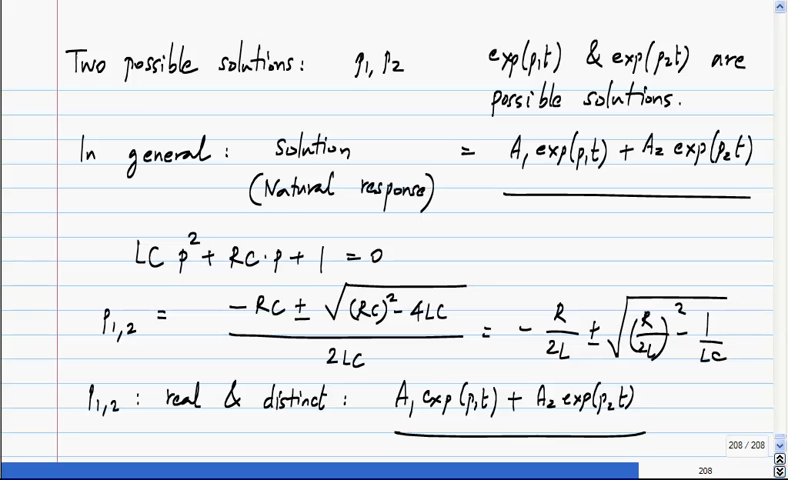 Two possible solutions: p1, p2 exp(p1t) & exp(p2t) are
possible solutions.
In general: solution = A1 exp(p1t) + A2 exp(p2t)
(Natural response)
LC p² + RC·p + 1 = 0
p1,2 = (-RC ± √((RC)² - 4LC)) / 2LC = - R/2L ± √((R/2L)² - 1/LC)
p1,2 : real & distinct : A1 exp(p1t) + A2 exp(p2t)
208 / 208
208